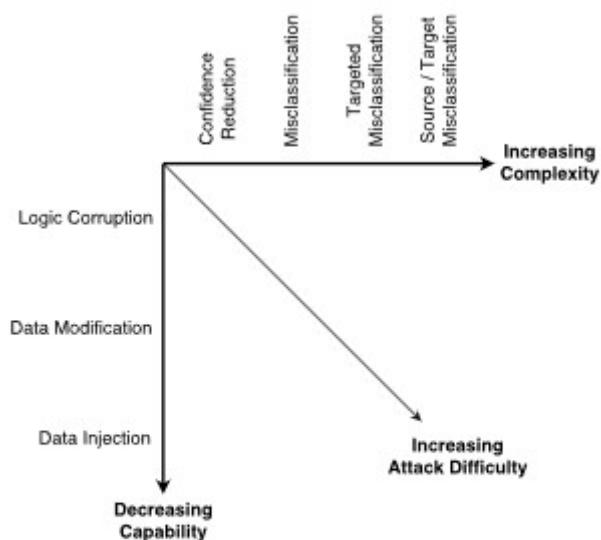 Confidence
Reduction
Misclassification
Targeted
Misclassification
Source / Target
Misclassification
Increasing
Complexity
Logic Corruption
Data Modification
Data Injection
Increasing
Attack Difficulty
Decreasing
Capability